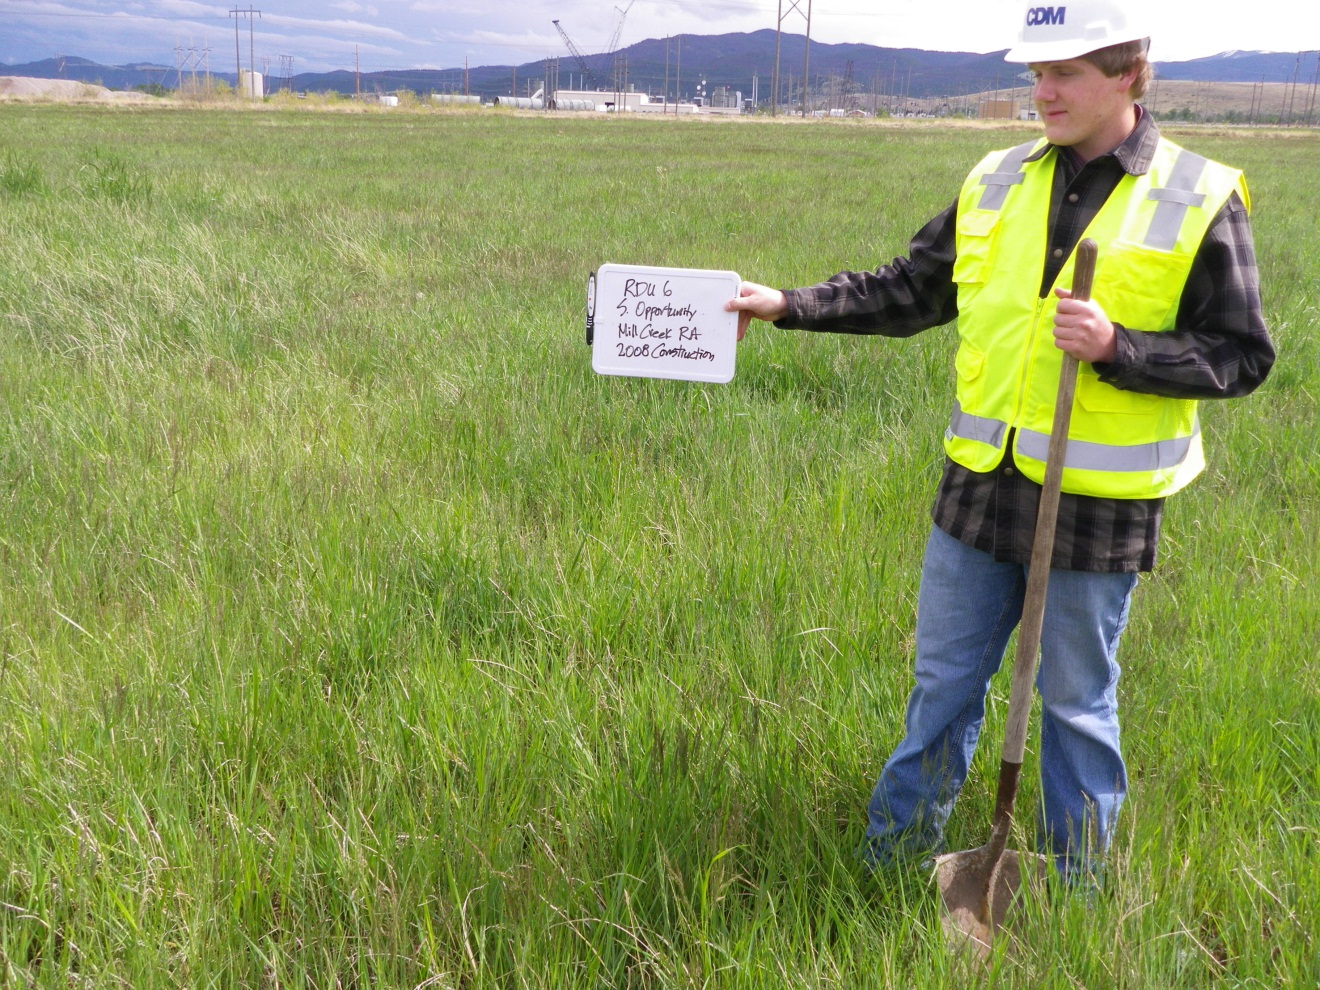 CDM
RDU 6
S. Opportunity
Mill Creek RA
2008 Construction